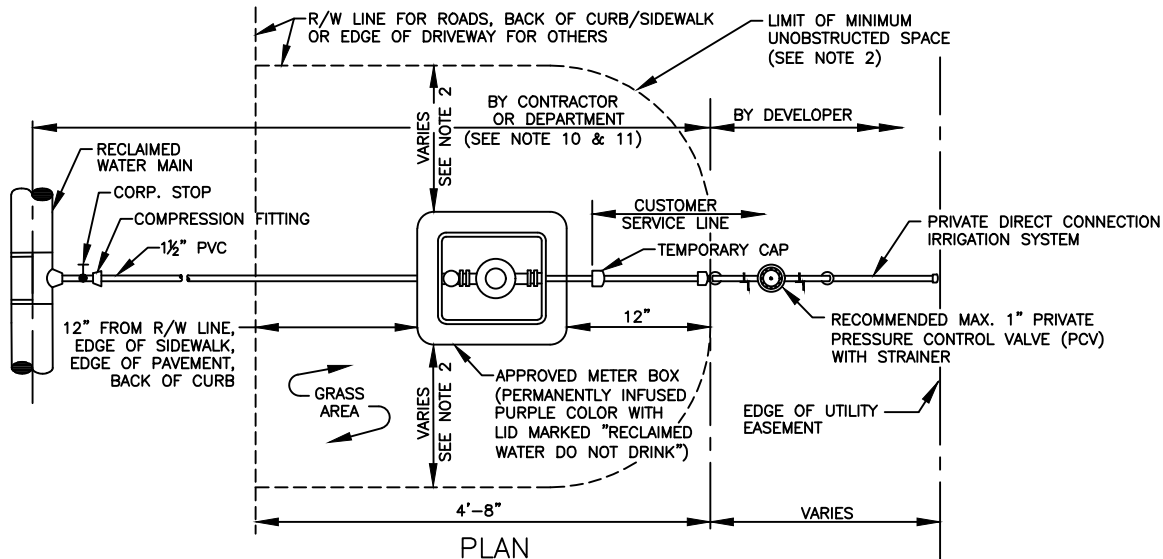 R/W LINE FOR ROADS, BACK OF CURB/SIDEWALK
OR EDGE OF DRIVEWAY FOR OTHERS
LIMIT OF MINIMUM
UNOBSTRUCTED SPACE
(SEE NOTE 2)
VARIES
SEE NOTE 2
BY CONTRACTOR
OR DEPARTMENT
(SEE NOTE 10 & 11)
BY DEVELOPER
RECLAIMED
WATER MAIN
CORP. STOP
COMPRESSION FITTING
1½" PVC
CUSTOMER
SERVICE LINE
TEMPORARY CAP
PRIVATE DIRECT CONNECTION
IRRIGATION SYSTEM
12" FROM R/W LINE,
EDGE OF SIDEWALK,
EDGE OF PAVEMENT,
BACK OF CURB
12"
RECOMMENDED MAX. 1" PRIVATE
PRESSURE CONTROL VALVE (PCV)
WITH STRAINER
GRASS
AREA
VARIES
SEE NOTE 2
APPROVED METER BOX
(PERMANENTLY INFUSED
PURPLE COLOR WITH
LID MARKED "RECLAIMED
WATER DO NOT DRINK")
EDGE OF UTILITY
EASEMENT
4'-8"
VARIES
PLAN